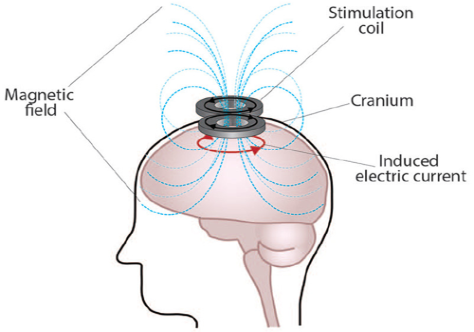 Stimulation
coil
Magnetic
field
Cranium
Induced
electric current